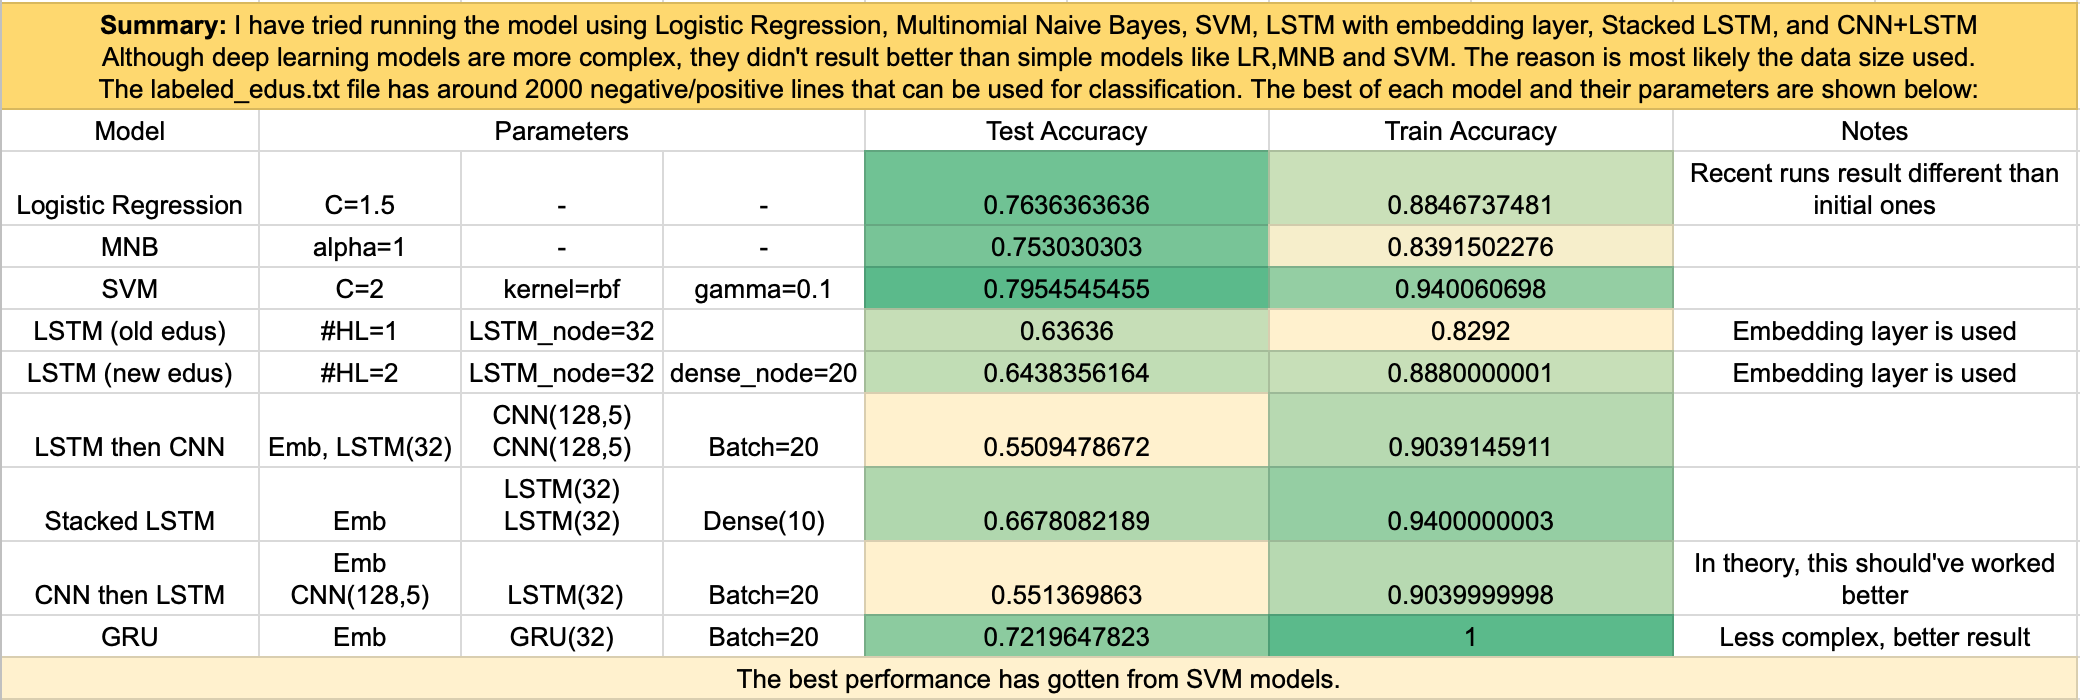 Summary: I have tried running the model using Logistic Regression, Multinomial Naive Bayes, SVM, LSTM with embedding layer, Stacked LSTM, and CNN+LSTM
Although deep learning models are more complex, they didn't result better than simple models like LR,MNB and SVM. The reason is most likely the data size used.
The labeled_edus.txt file has around 2000 negative/positive lines that can be used for classification. The best of each model and their parameters are shown below:
Model Parameters Test Accuracy Train Accuracy Notes
Logistic Regression C=1.5 - - 0.7636363636 0.8846737481 Recent runs result different than
initial ones
MNB alpha=1 - - 0.753030303 0.8391502276
SVM C=2 kernel=rbf gamma=0.1 0.7954545455 0.940060698
LSTM (old edus) #HL=1 LSTM_node=32 0.63636 0.8292 Embedding layer is used
LSTM (new edus) #HL=2 LSTM_node=32 dense_node=20 0.6438356164 0.8880000001 Embedding layer is used
LSTM then CNN Emb, LSTM(32) CNN(128,5)
CNN(128,5) Batch=20 0.5509478672 0.9039145911
Stacked LSTM Emb LSTM(32)
LSTM(32) Dense(10) 0.6678082189 0.9400000003
CNN then LSTM Emb
CNN(128,5) LSTM(32) Batch=20 0.551369863 0.9039999998 In theory, this should've worked
better
GRU Emb GRU(32) Batch=20 0.7219647823 1 Less complex, better result
The best performance has gotten from SVM models.